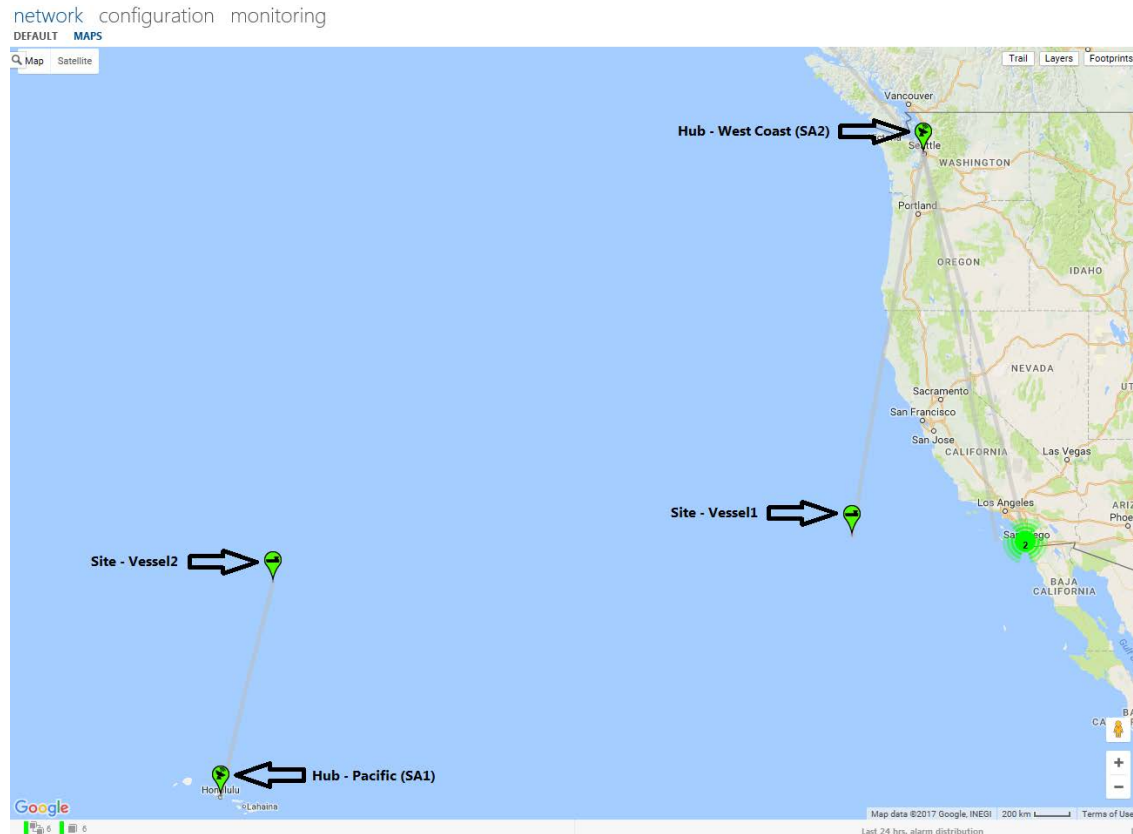 network configuration monitoring
DEFAULT MAPS
Map Satellite
Trail Layers Footprints
Vancouver
Hub - West Coast (SA2)
Seattle
WASHINGTON
Portland
OREGON
IDAHO
NEVADA
UT
Sacramento
San Francisco
San Jose
CALIFORNIA
Las Vegas
Los Angeles
Site - Vessel1
ARIZ
Phoe
2
BAJA
CALIFORNIA
Site - Vessel2
Hub - Pacific (SA1)
Honolulu
Lahaina
+
−
Google
Map data ©2017 Google, INEGI 200 km Terms of Use
6 6
Last 24 hrs. alarm distribution